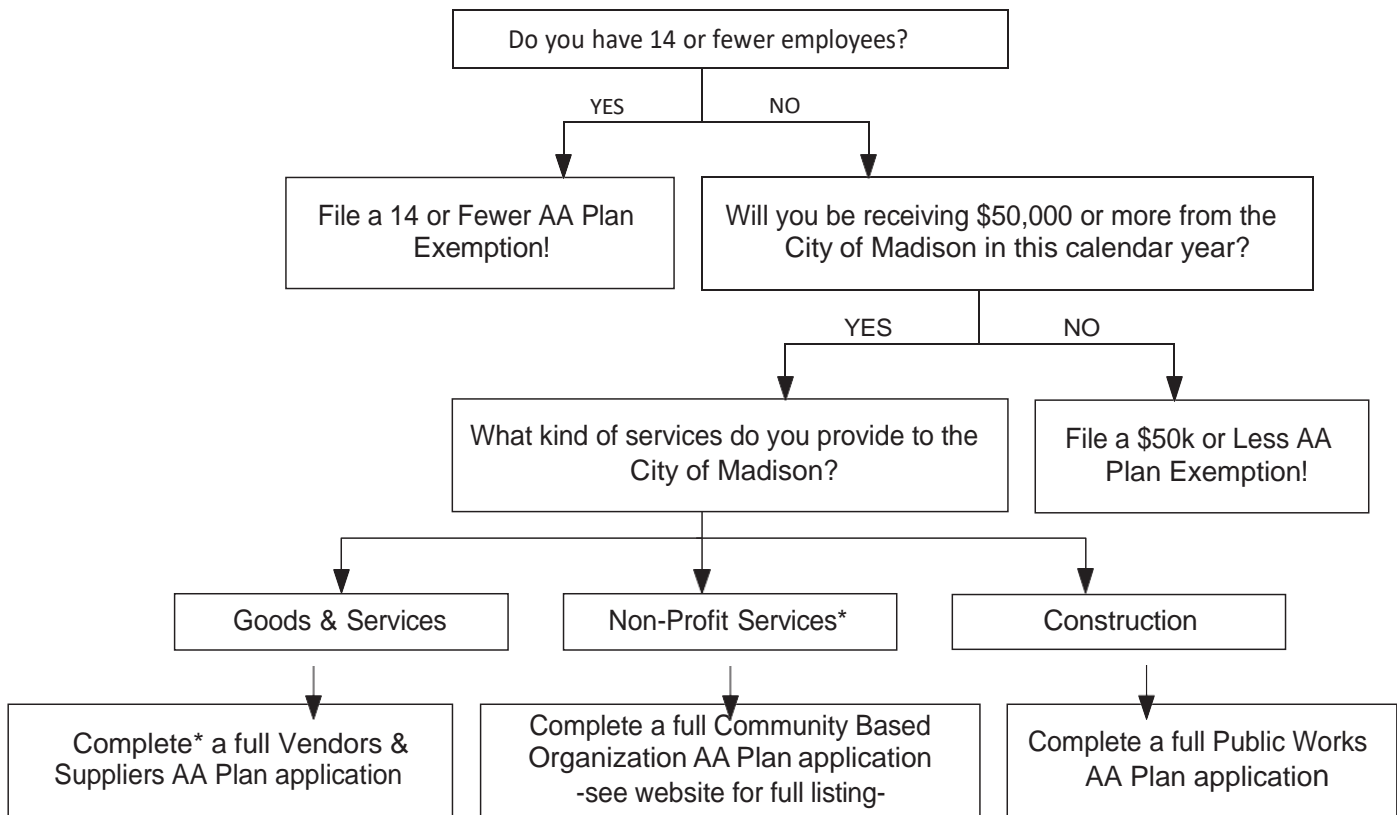 Do you have 14 or fewer employees?
YES
NO
File a 14 or Fewer AA Plan
Exemption!
Will you be receiving $50,000 or more from the
City of Madison in this calendar year?
YES
NO
What kind of services do you provide to the
City of Madison?
File a $50k or Less AA
Plan Exemption!
Goods & Services
Non-Profit Services*
Construction
Complete* a full Vendors &
Suppliers AA Plan application
Complete a full Community Based
Organization AA Plan application
-see website for full listing-
Complete a full Public Works
AA Plan application